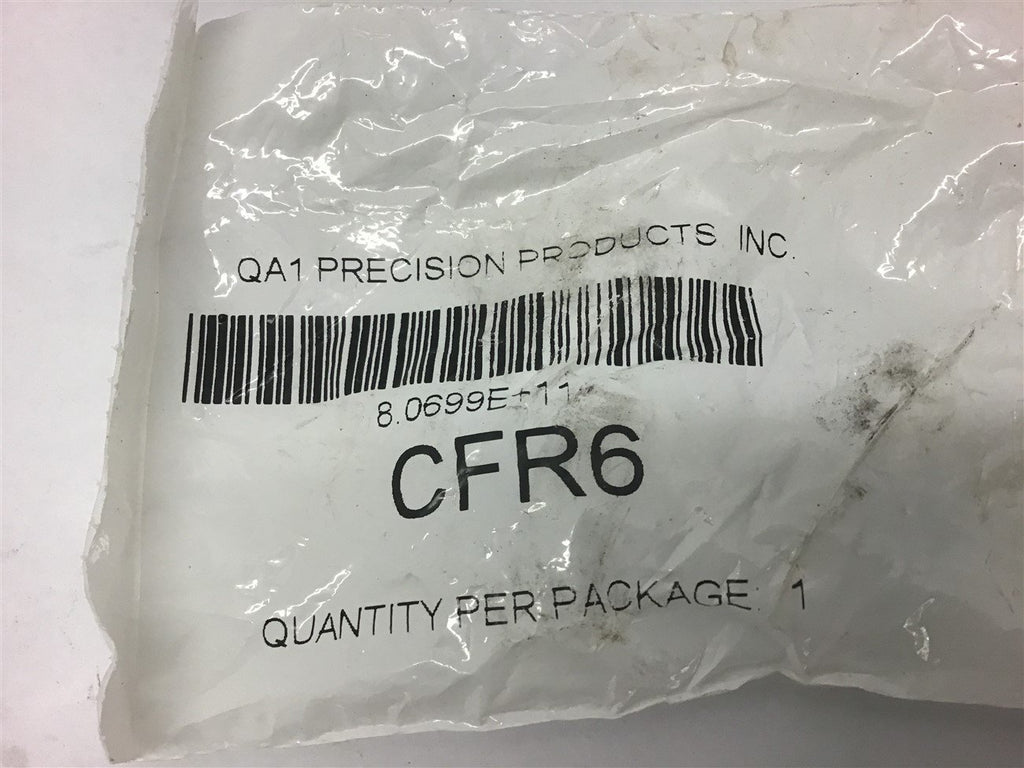 QA1 PRECISION PRODUCTS, INC.
8.0699E+11
CFR6
QUANTITY PER PACKAGE: 1